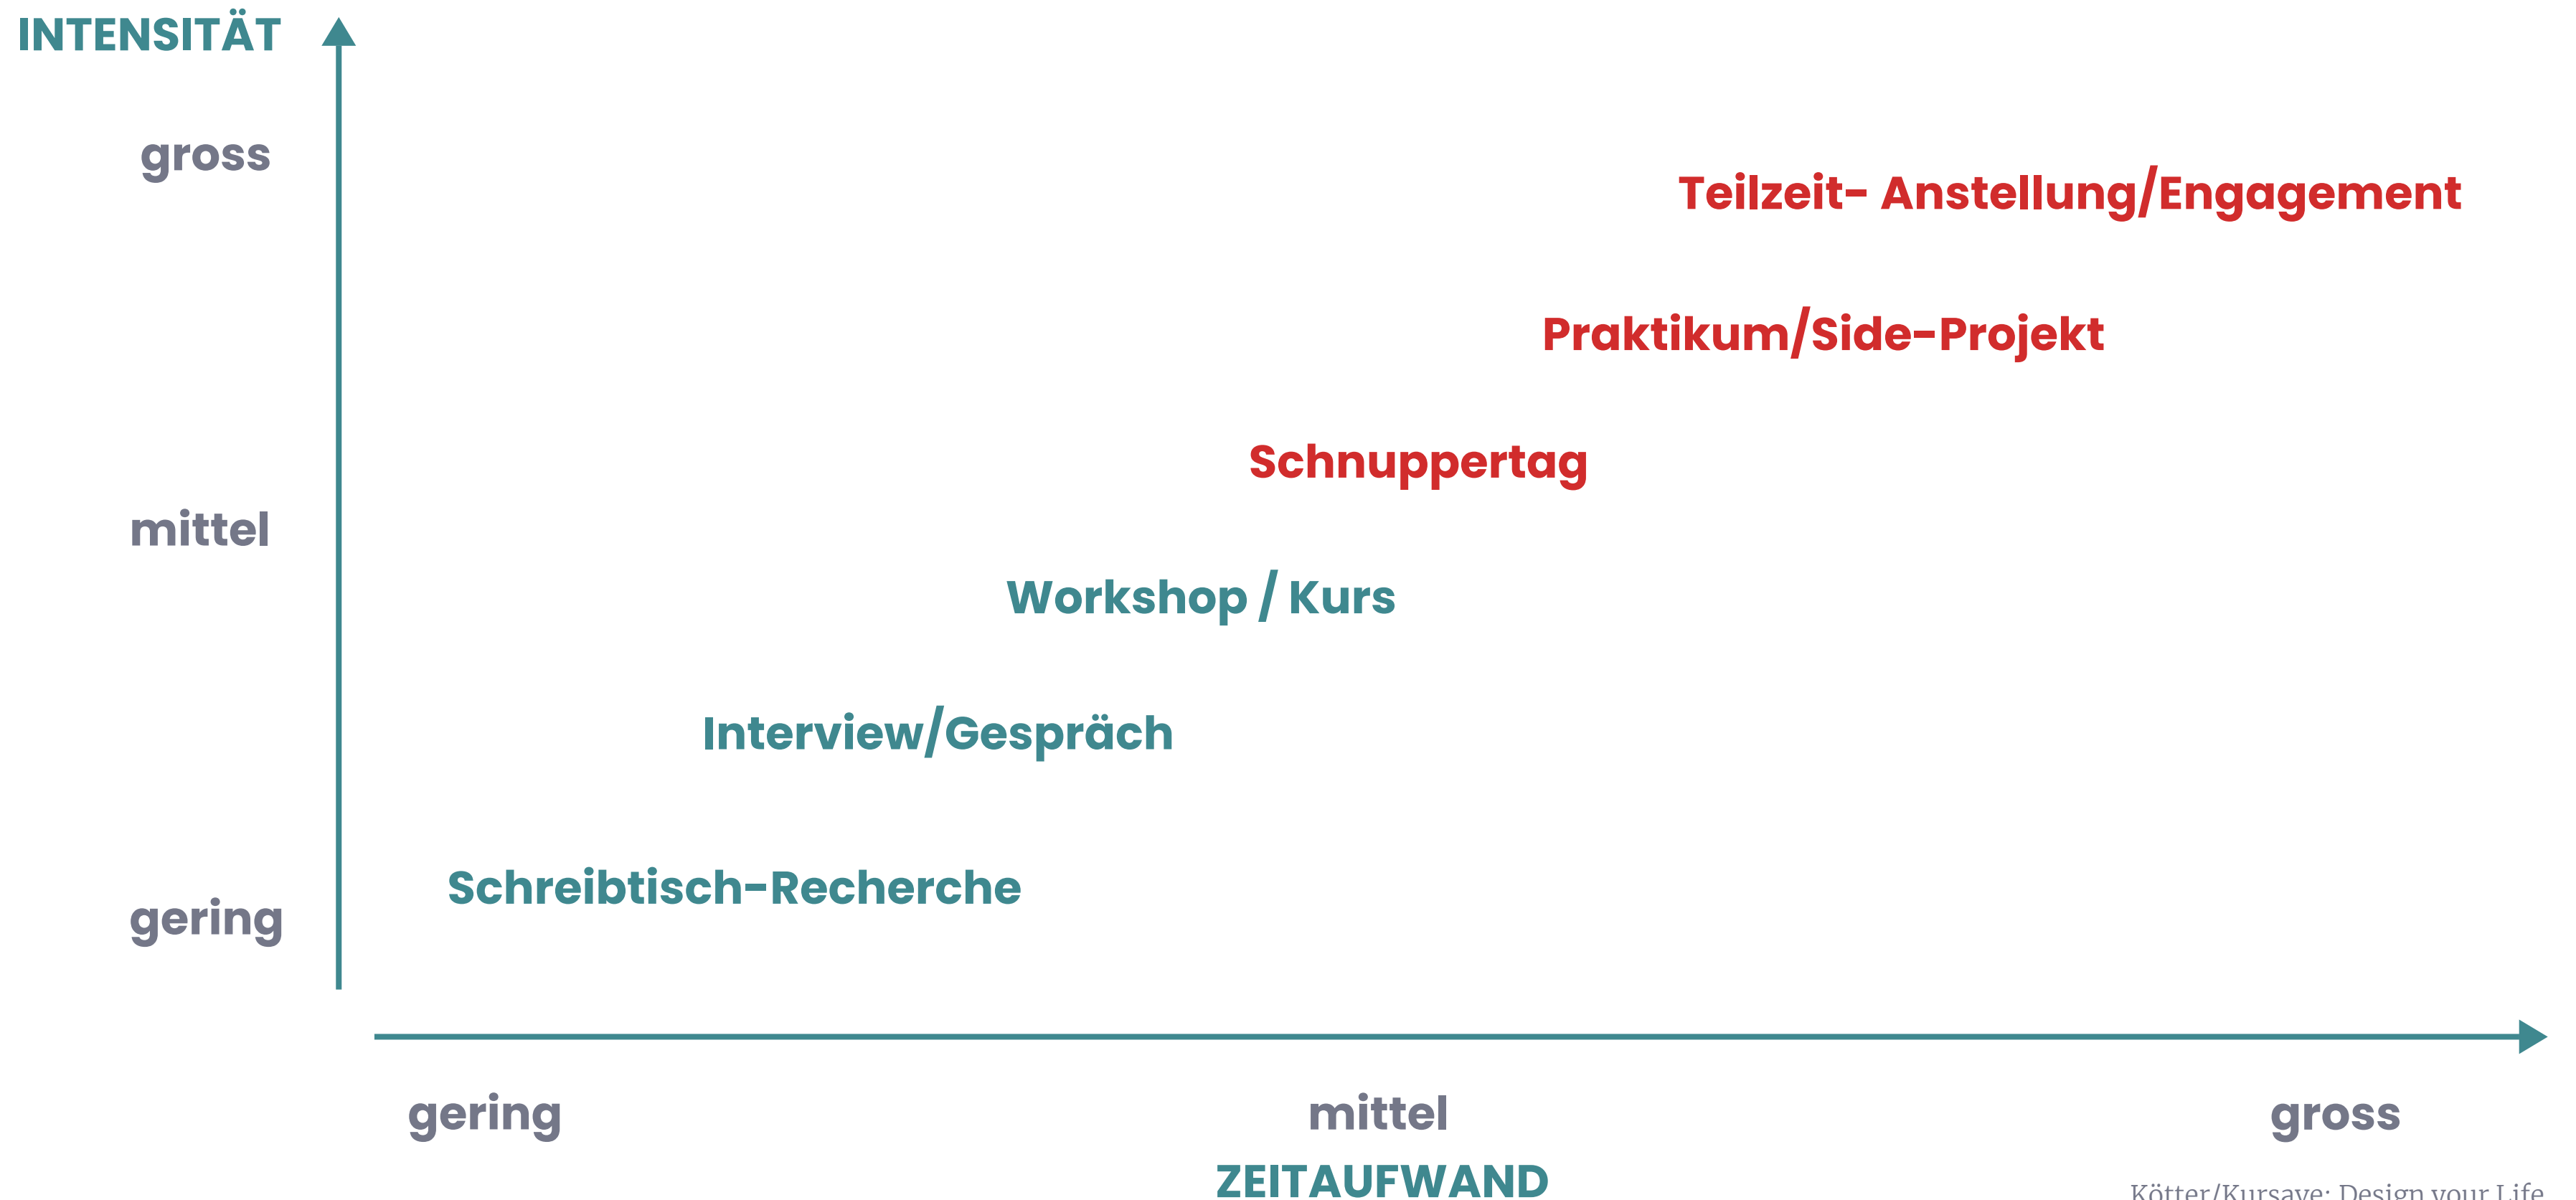 INTENSITÄT
gross
Teilzeit- Anstellung/Engagement
Praktikum/Side-Projekt
Schnuppertag
mittel
Workshop / Kurs
Interview/Gespräch
Schreibtisch-Recherche
gering
gering
mittel
gross
ZEITAUFWAND
Kötter/Kursave: Design your Life